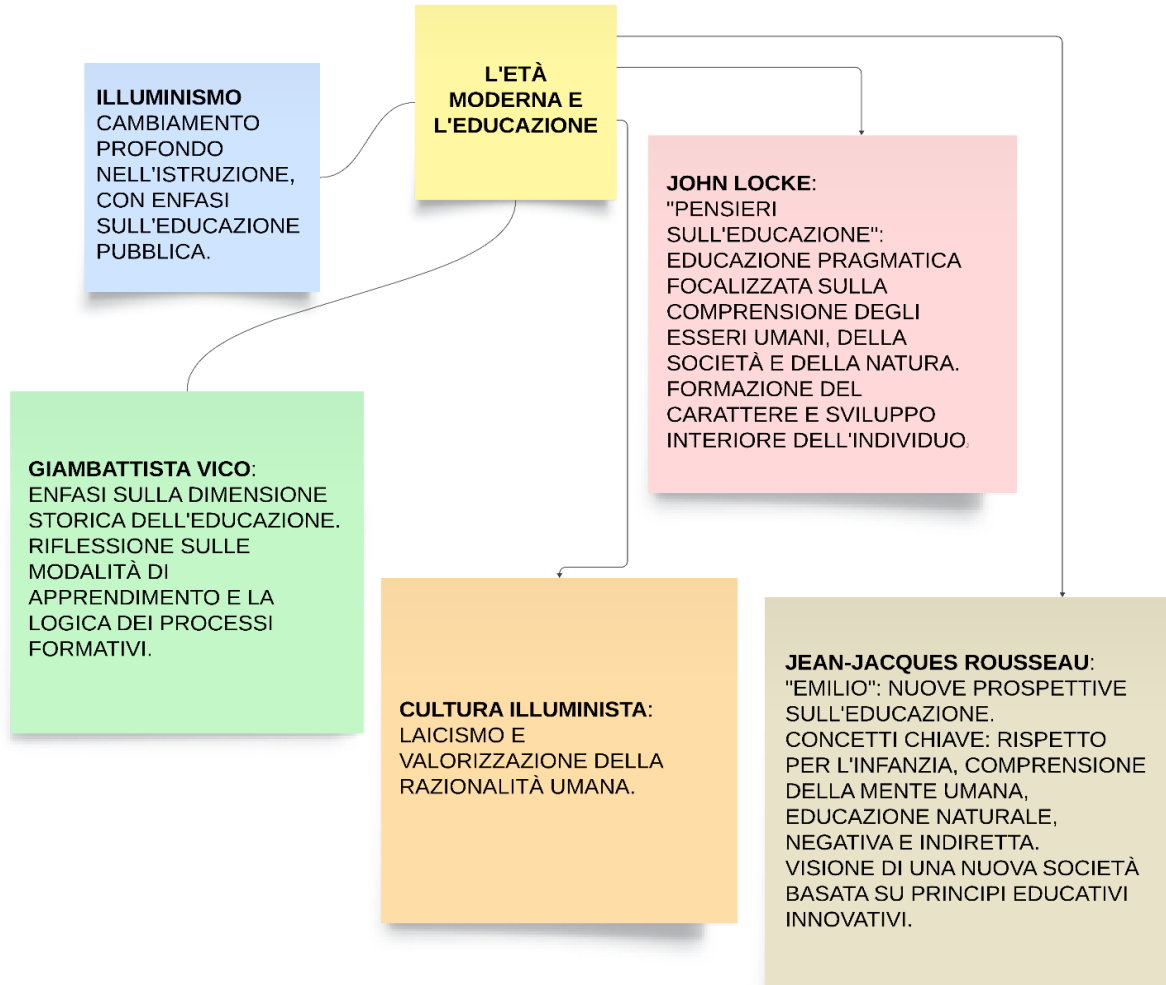 L'ETÀ
MODERNA E
L'EDUCAZIONE
ILLUMINISMO
CAMBIAMENTO
PROFONDO
NELL'ISTRUZIONE,
CON ENFASI
SULL'EDUCAZIONE
PUBBLICA.
JOHN LOCKE:
"PENSIERI
SULL'EDUCAZIONE":
EDUCAZIONE PRAGMATICA
FOCALIZZATA SULLA
COMPRENSIONE DEGLI
ESSERI UMANI, DELLA
SOCIETÀ E DELLA NATURA.
FORMAZIONE DEL
CARATTERE E SVILUPPO
INTERIORE DELL'INDIVIDUO.
GIAMBATTISTA VICO:
ENFASI SULLA DIMENSIONE
STORICA DELL'EDUCAZIONE.
RIFLESSIONE SULLE
MODALITÀ DI
APPRENDIMENTO E LA
LOGICA DEI PROCESSI
FORMATIVI.
CULTURA ILLUMINISTA:
LAICISMO E
VALORIZZAZIONE DELLA
RAZIONALITÀ UMANA.
JEAN-JACQUES ROUSSEAU:
"EMILIO": NUOVE PROSPETTIVE
SULL'EDUCAZIONE.
CONCETTI CHIAVE: RISPETTO
PER L'INFANZIA, COMPRENSIONE
DELLA MENTE UMANA,
EDUCAZIONE NATURALE,
NEGATIVA E INDIRETTA.
VISIONE DI UNA NUOVA SOCIETÀ
BASATA SU PRINCIPI EDUCATIVI
INNOVATIVI.